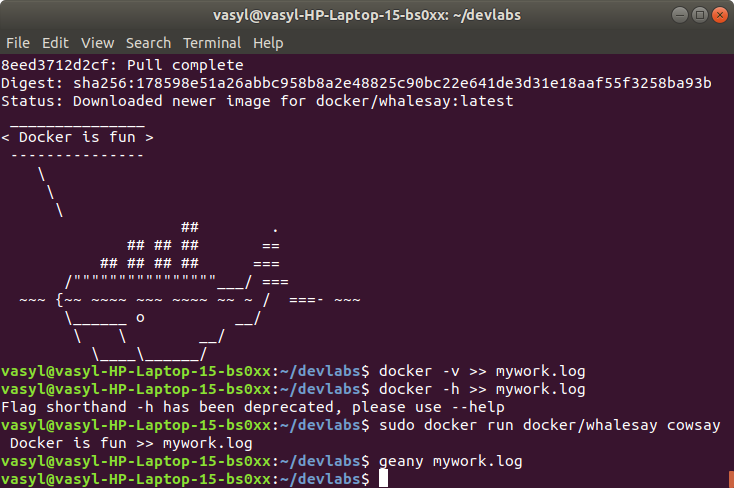 vasyl@vasyl-HP-Laptop-15-bs0xx: ~/devlabs
File Edit View Search Terminal Help
8eed3712d2cf: Pull complete
Digest: sha256:178598e51a26abbc958b8a2e48825c90bc22e641de3d31e18aaf55f3258ba93b
Status: Downloaded newer image for docker/whalesay:latest
 _______________
< Docker is fun >
 ---------------
    \
     \
      \
                    ##        .
              ## ## ##       ==
           ## ## ## ##      ===
       /""""""""""""""""___/ ===
  ~~~ {~~ ~~~~ ~~~ ~~~~ ~~ ~ /  ===- ~~~
       \______ o          __/
        \    \        __/
          \____\______/
vasyl@vasyl-HP-Laptop-15-bs0xx:~/devlabs$ docker -v >> mywork.log
vasyl@vasyl-HP-Laptop-15-bs0xx:~/devlabs$ docker -h >> mywork.log
Flag shorthand -h has been deprecated, please use --help
vasyl@vasyl-HP-Laptop-15-bs0xx:~/devlabs$ sudo docker run docker/whalesay cowsay
 Docker is fun >> mywork.log
vasyl@vasyl-HP-Laptop-15-bs0xx:~/devlabs$ geany mywork.log
vasyl@vasyl-HP-Laptop-15-bs0xx:~/devlabs$